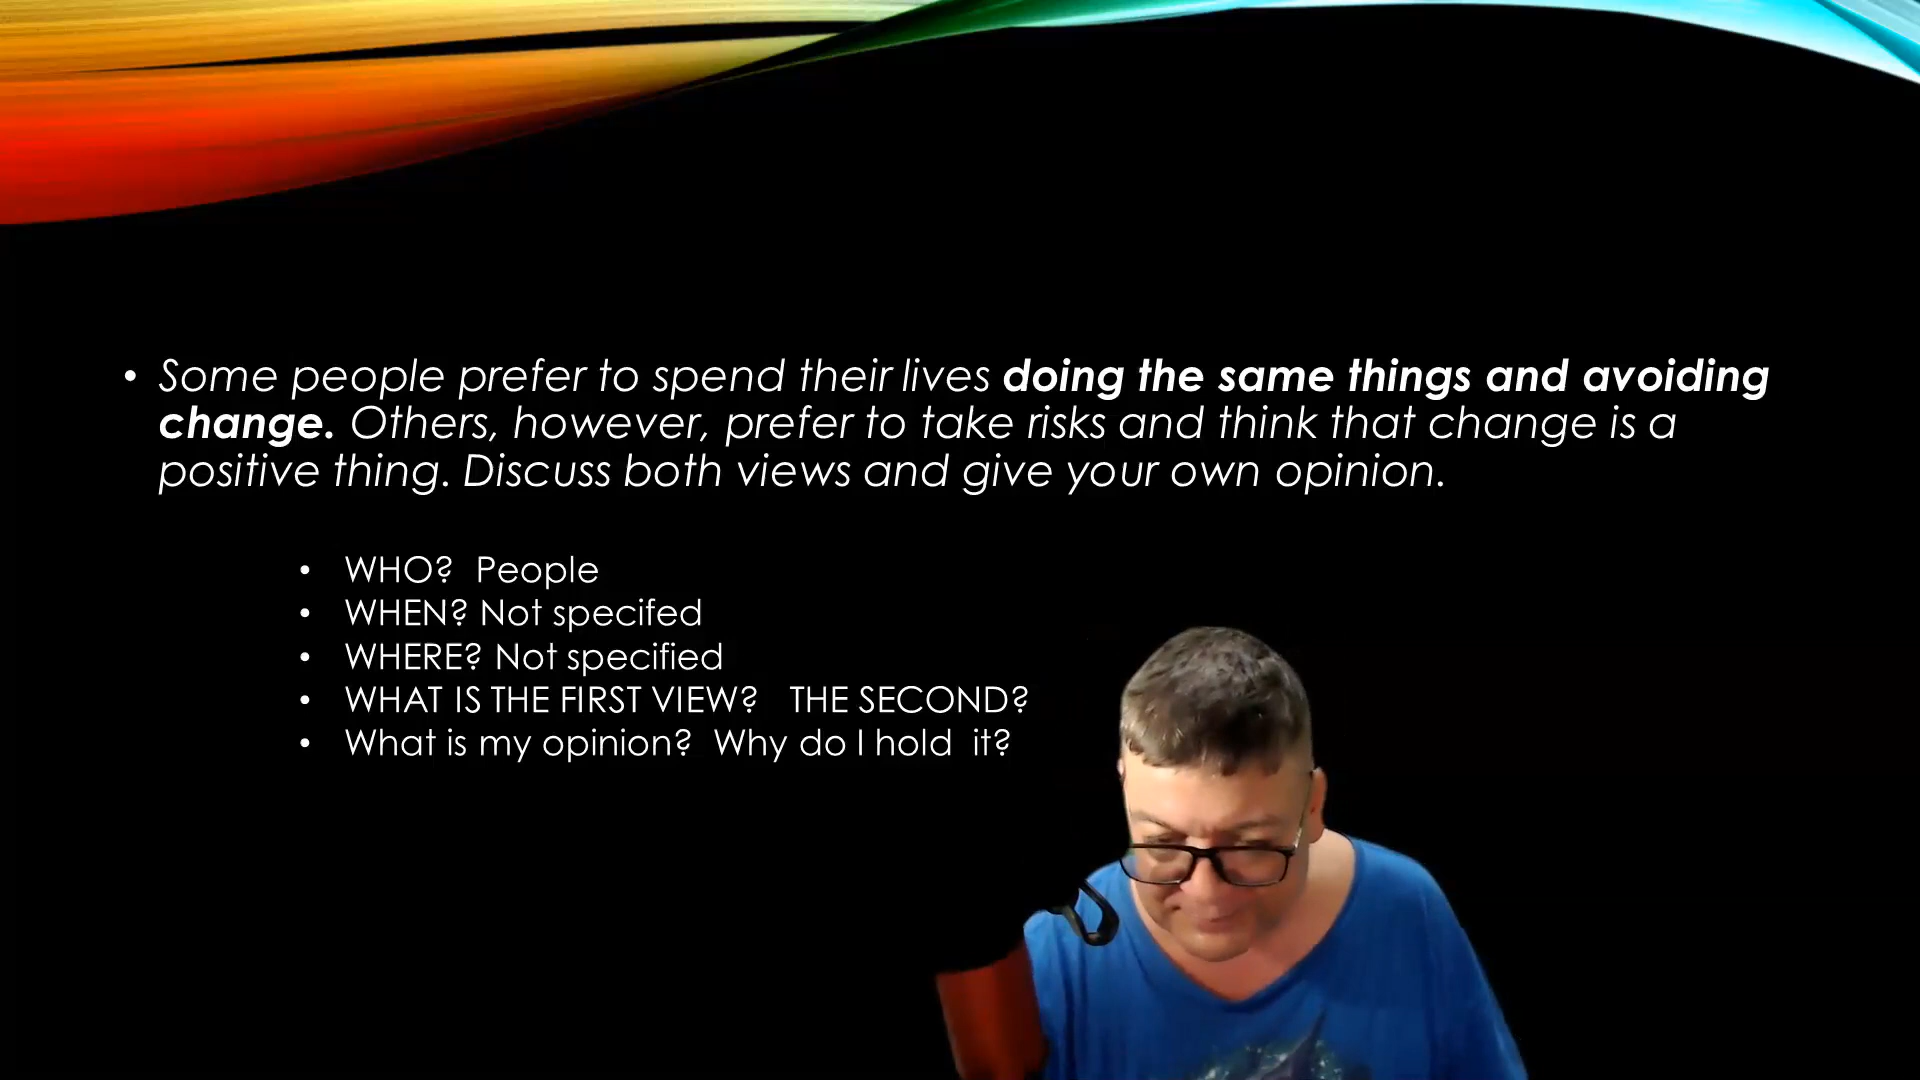 • Some people prefer to spend their lives doing the same things and avoiding
change. Others, however, prefer to take risks and think that change is a
positive thing. Discuss both views and give your own opinion.
• WHO? People
• WHEN? Not specifed
• WHERE? Not specified
• WHAT IS THE FIRST VIEW? THE SECOND?
• What is my opinion? Why do I hold it?